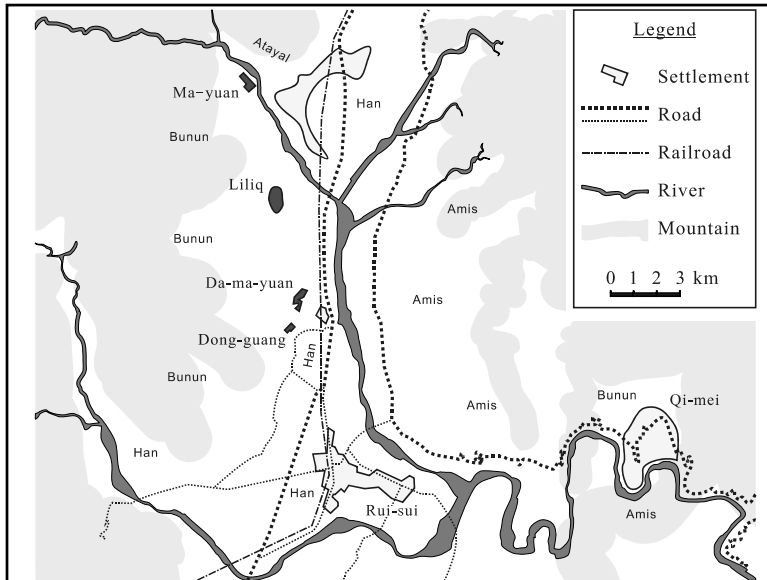 Legend
Settlement
Road
Railroad
River
Mountain
0 1 2 3 km
Atayal
Ma-yuan
Han
Bunun
Liliq
Amis
Bunun
Da-ma-yuan
Amis
Dong-guang
Han
Bunun
Bunun
Qi-mei
Amis
Han
Han
Rui-sui
Amis